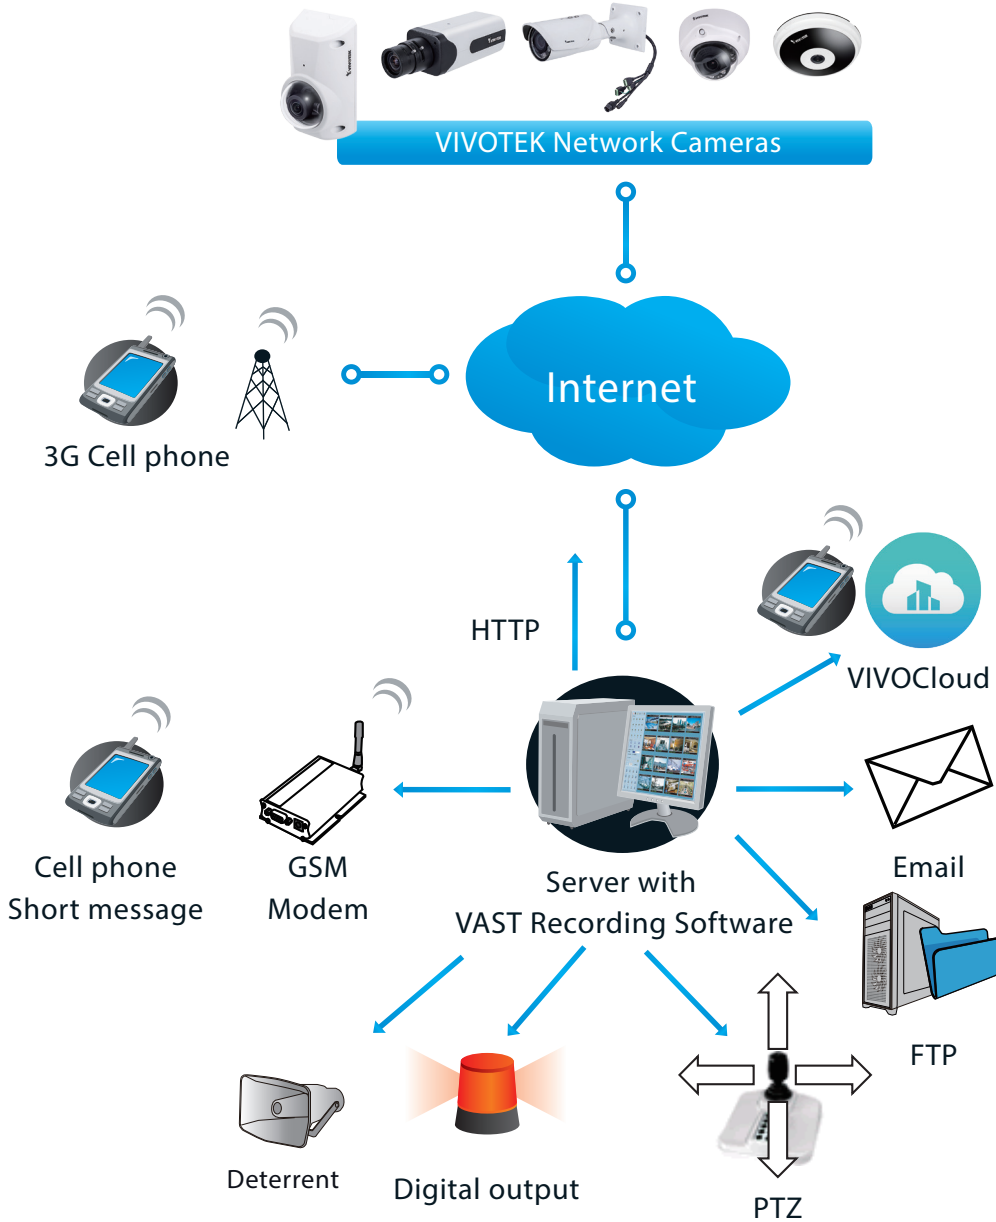 VIVOTEK
VIVOTEK Network Cameras
Internet
3G Cell phone
HTTP
VIVOCloud
Cell phone
Short message
GSM
Modem
Server with
VAST Recording Software
Email
FTP
Deterrent
Digital output
PTZ